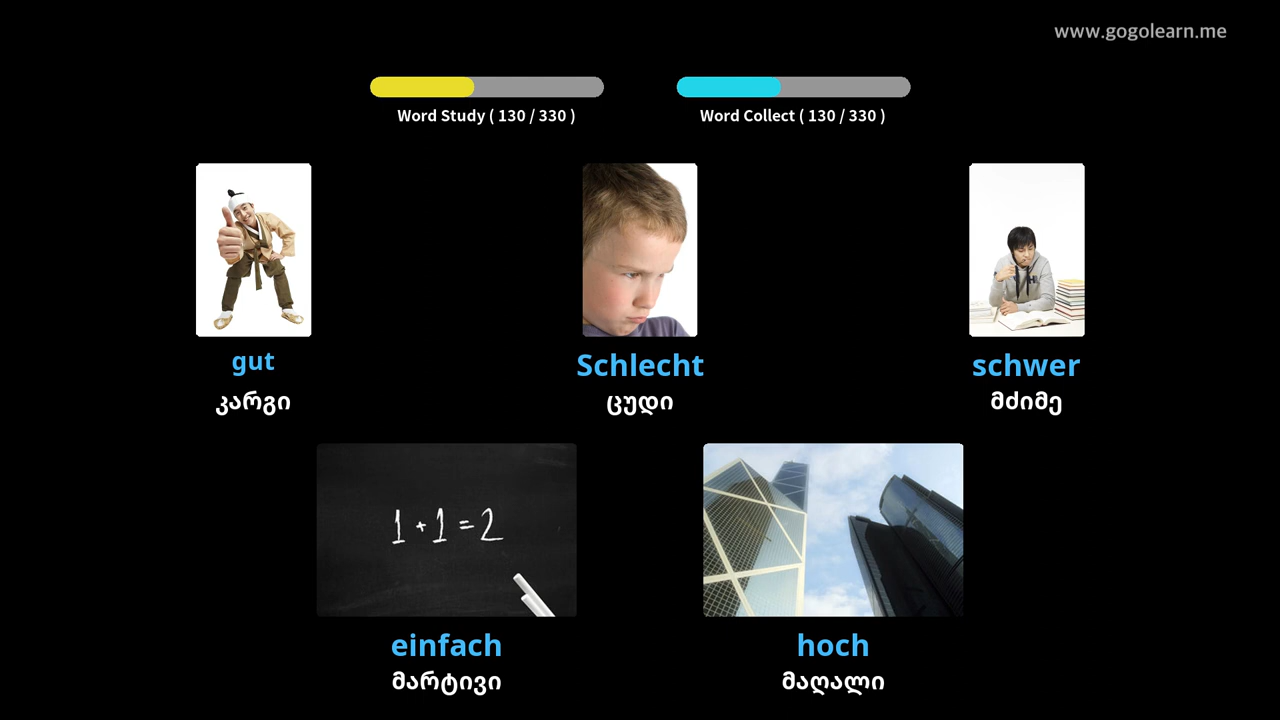 www.gogolearn.me
Word Study ( 130 / 330 )
Word Collect ( 130 / 330 )
gut
კარგი
Schlecht
ცუდი
schwer
მძიმე
1 + 1 = 2
einfach
მარტივი
hoch
მაღალი